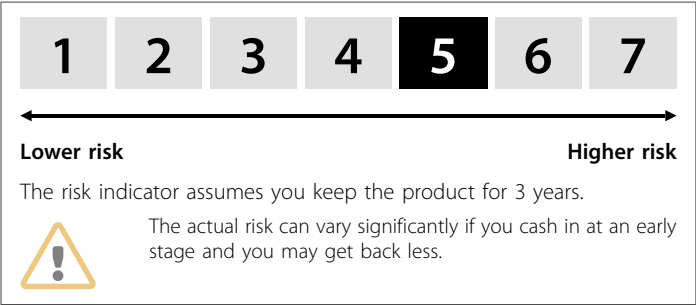 1 2 3 4 5 6 7
Lower risk Higher risk
The risk indicator assumes you keep the product for 3 years.
The actual risk can vary significantly if you cash in at an early
stage and you may get back less.